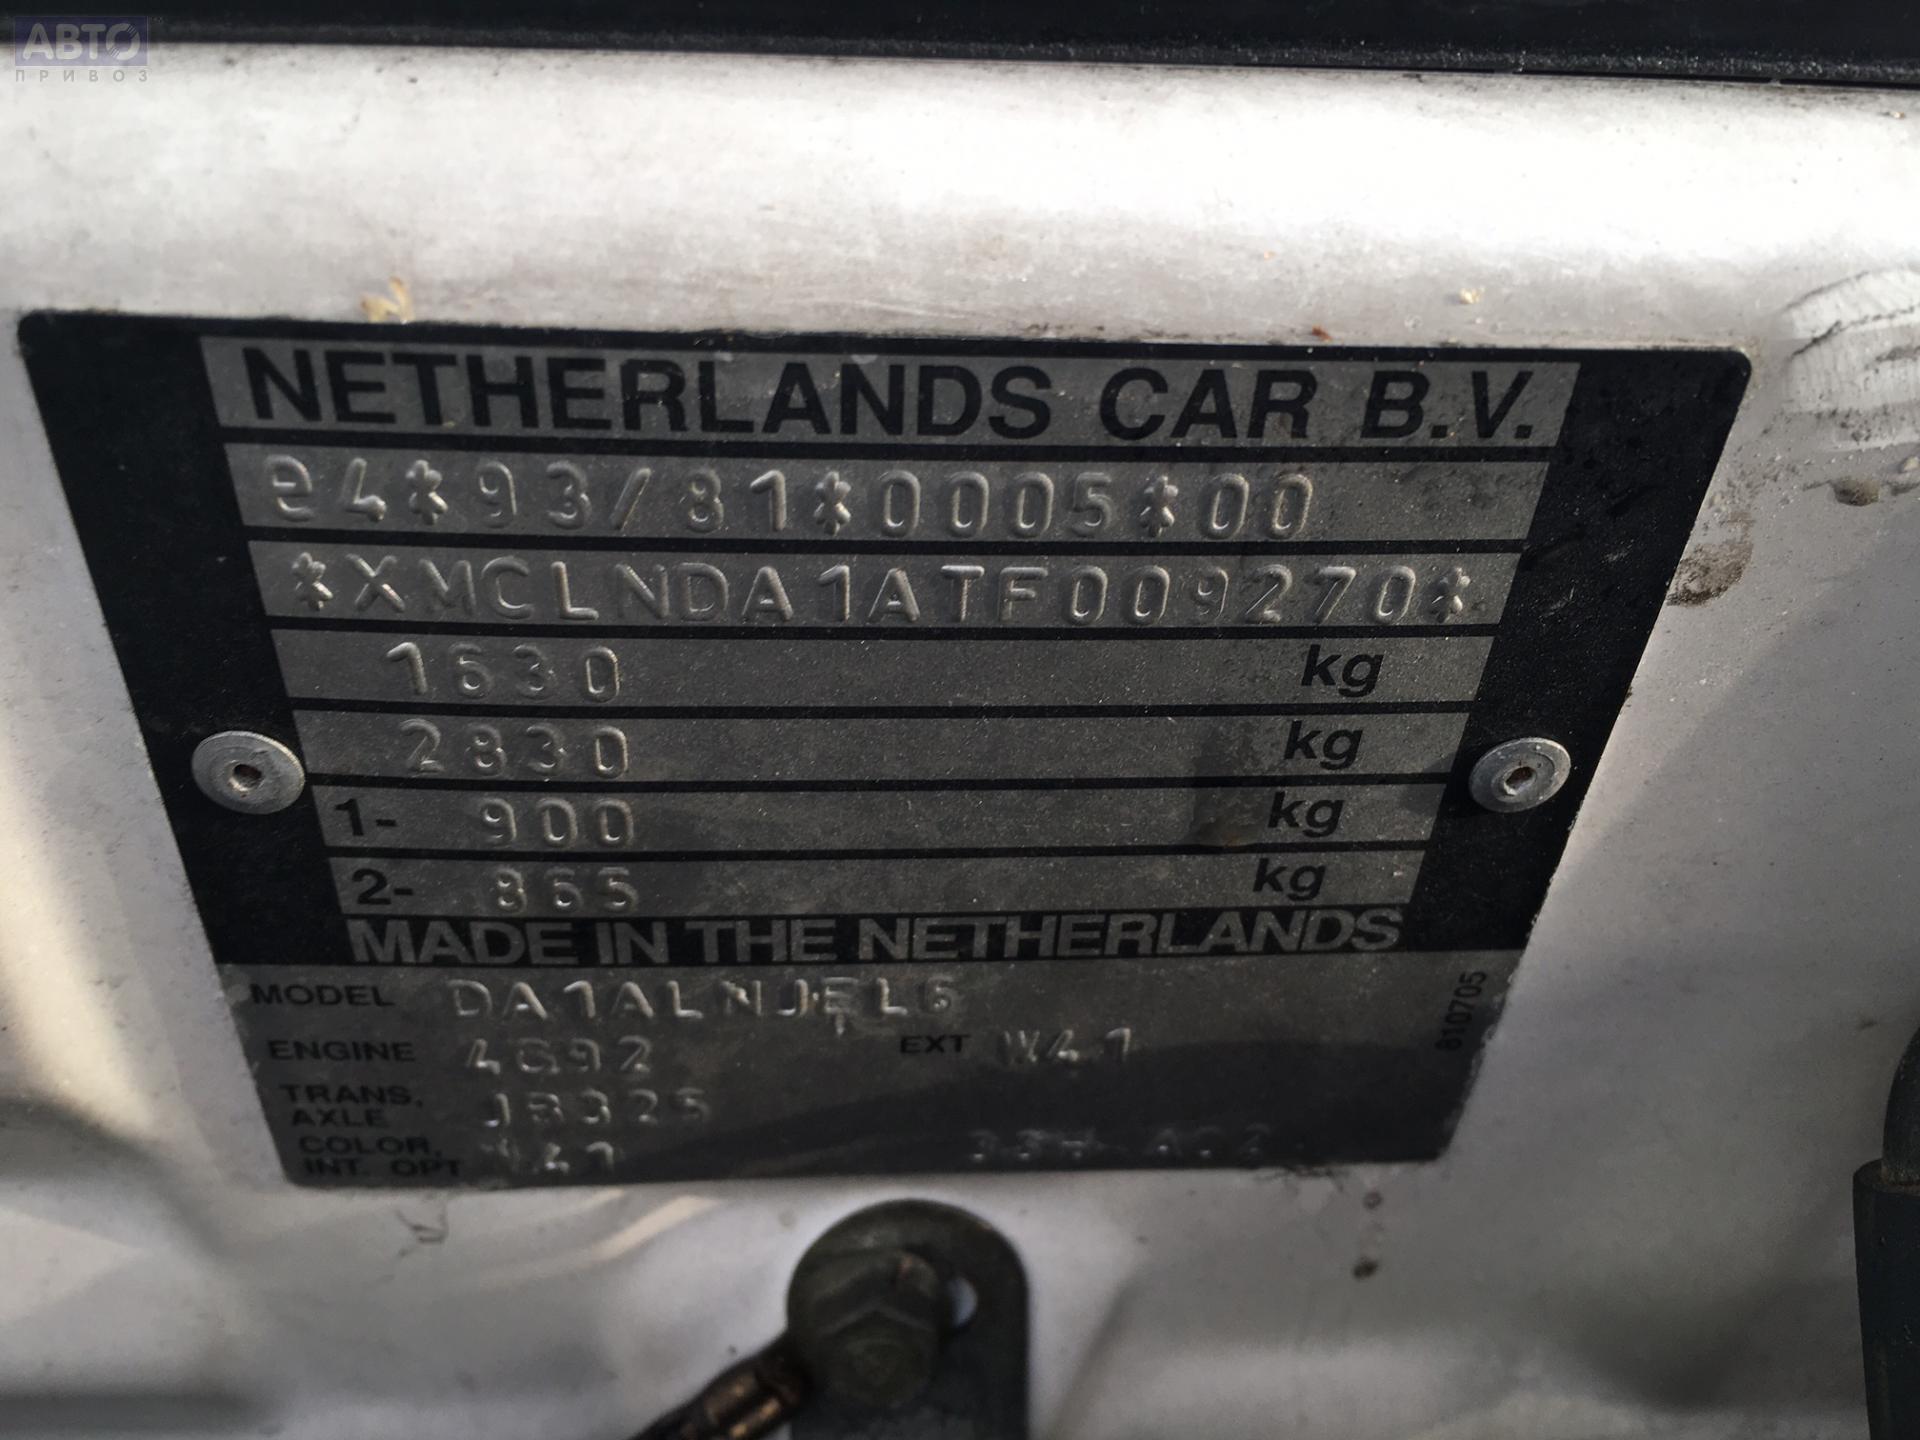 АВТО
ПРИВОЗ
NETHERLANDS CAR B.V.
e4*93/81*0005*00
*XMCLNDA1ATF009270*
1630 kg
2830 kg
1- 900 kg
2- 865 kg
MADE IN THE NETHERLANDS
MODEL DA1ALNJEL6
ENGINE 4G92 EXT W41
TRANS, AXLE
COLOR, INT. OPT
810705